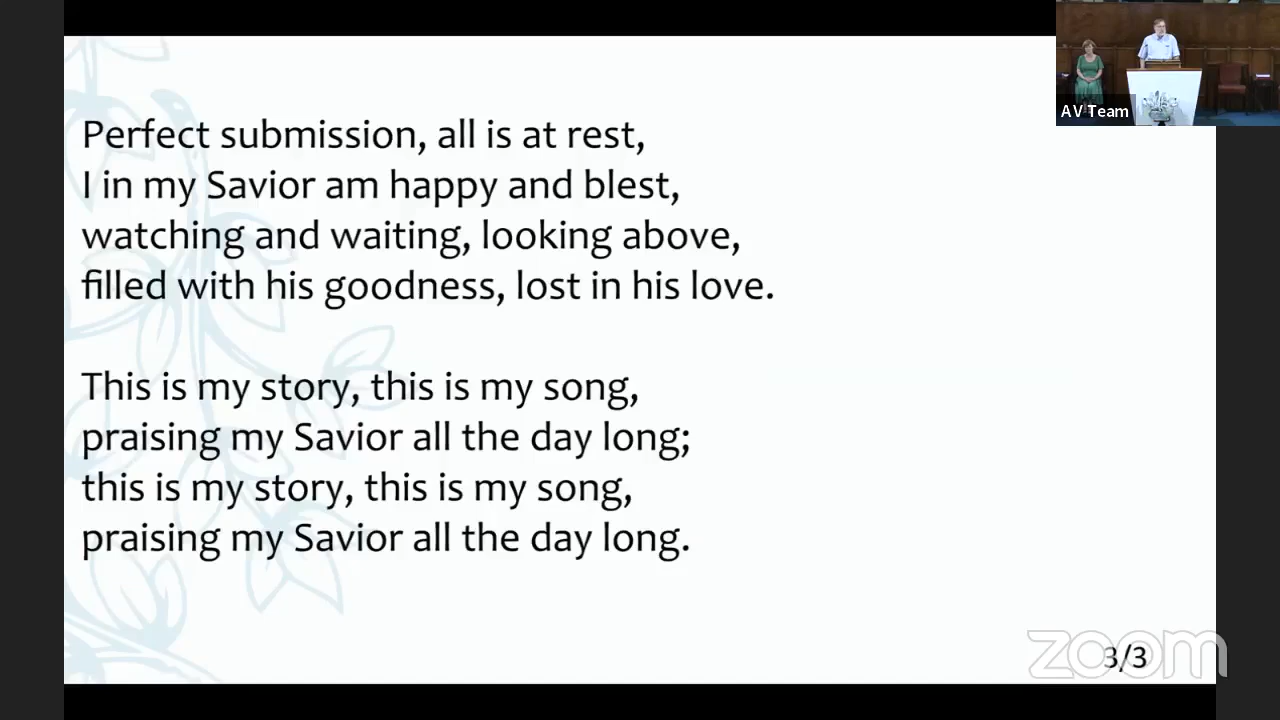 Perfect submission, all is at rest,
I in my Savior am happy and blest,
watching and waiting, looking above,
filled with his goodness, lost in his love.
This is my story, this is my song,
praising my Savior all the day long;
this is my story, this is my song,
praising my Savior all the day long.
AV Team
zoom
3/3